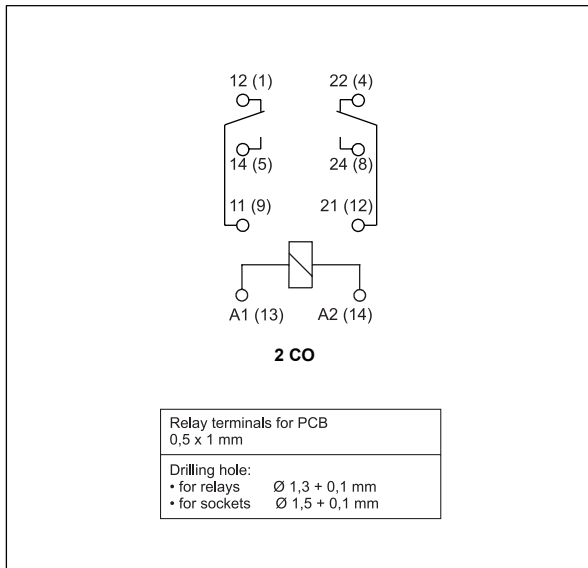 12 (1) 22 (4)
14 (5) 24 (8)
11 (9) 21 (12)
A1 (13) A2 (14)
2 CO
Relay terminals for PCB
0,5 x 1 mm
Drilling hole:
• for relays Ø 1,3 + 0,1 mm
• for sockets Ø 1,5 + 0,1 mm